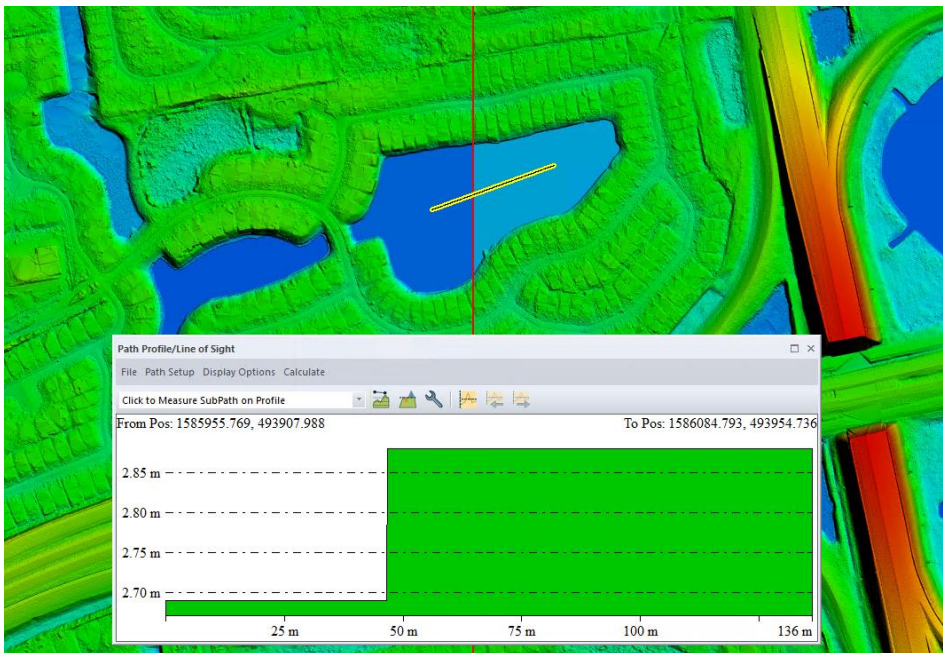 Path Profile/Line of Sight
File Path Setup Display Options Calculate
Click to Measure SubPath on Profile
From Pos: 1585955.769, 493907.988 To Pos: 1586084.793, 493954.736
2.85 m
2.80 m
2.75 m
2.70 m
25 m 50 m 75 m 100 m 136 m